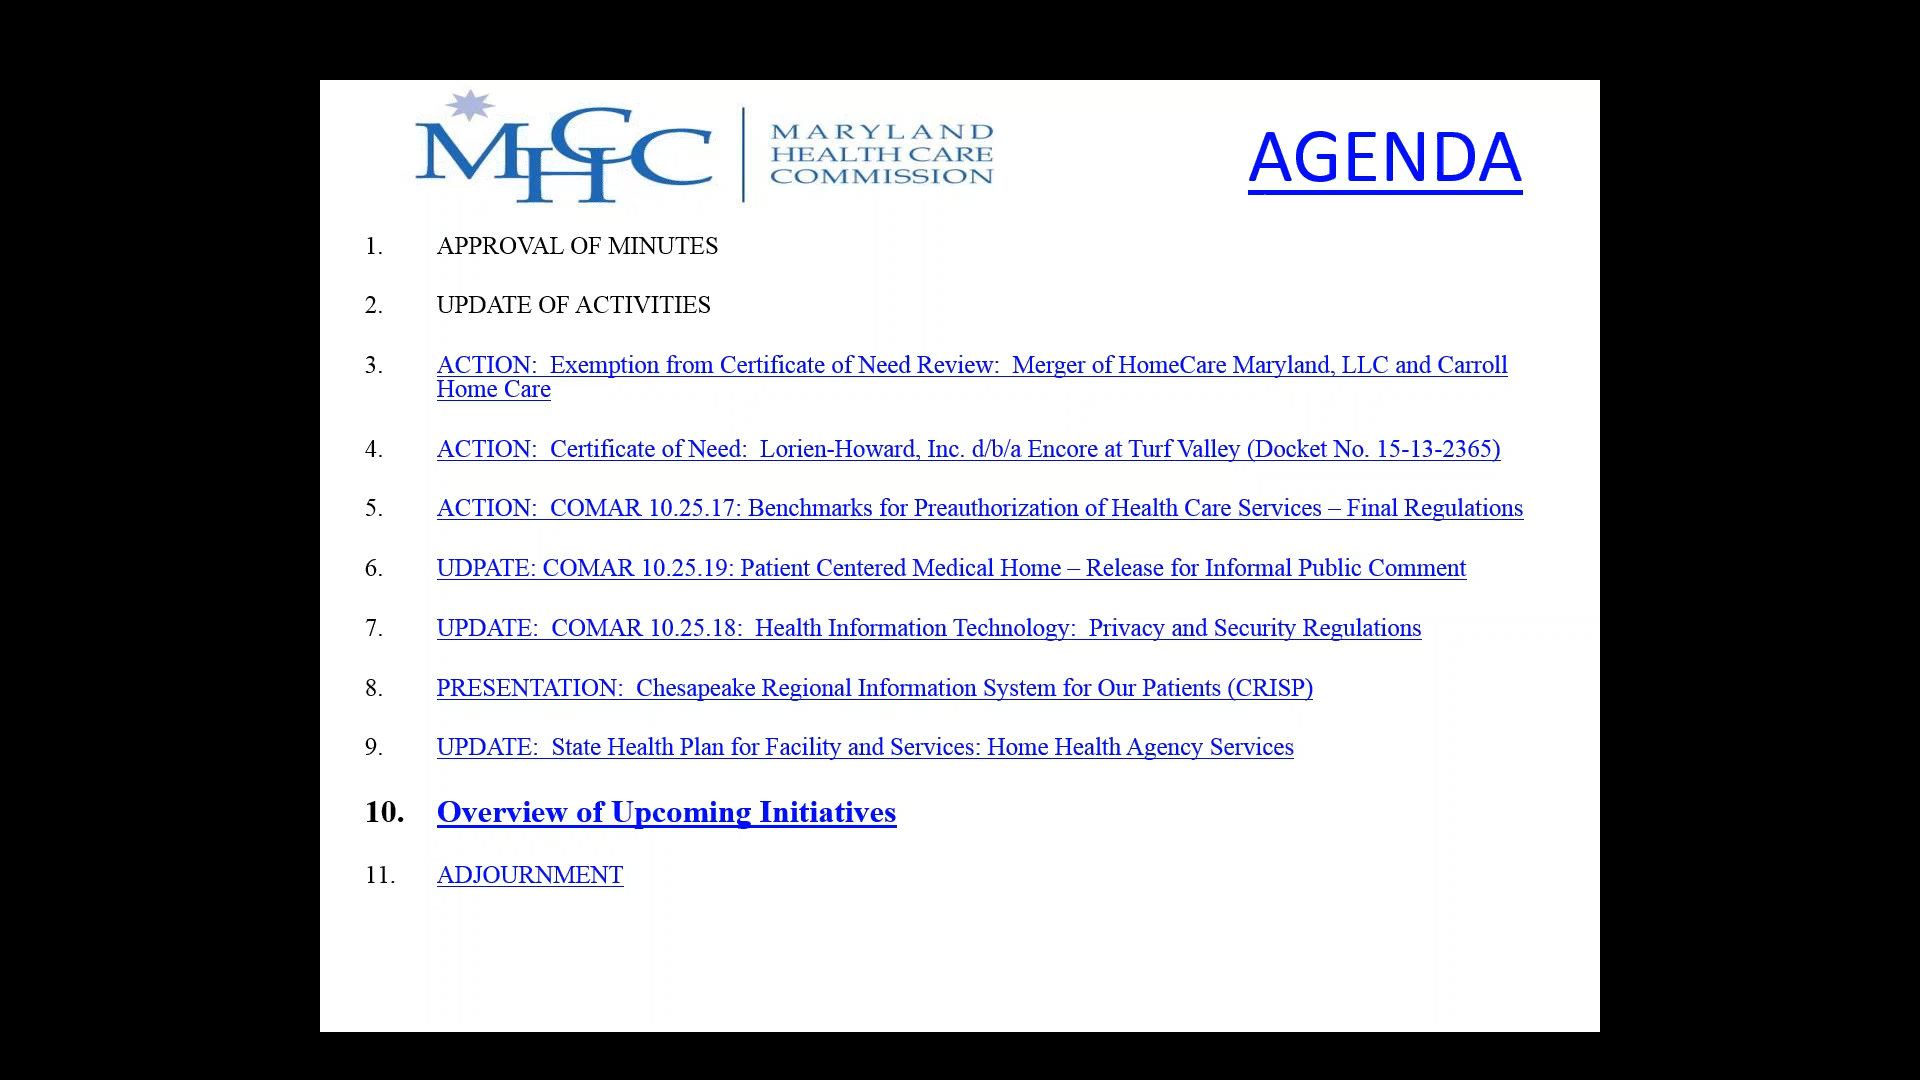 MHCC
MARYLAND
HEALTH CARE
COMMISSION
AGENDA
1. APPROVAL OF MINUTES
2. UPDATE OF ACTIVITIES
3. ACTION:  Exemption from Certificate of Need Review:  Merger of HomeCare Maryland, LLC and Carroll
Home Care
4. ACTION:  Certificate of Need:  Lorien-Howard, Inc. d/b/a Encore at Turf Valley (Docket No. 15-13-2365)
5. ACTION:  COMAR 10.25.17: Benchmarks for Preauthorization of Health Care Services – Final Regulations
6. UDPATE: COMAR 10.25.19: Patient Centered Medical Home – Release for Informal Public Comment
7. UPDATE:  COMAR 10.25.18:  Health Information Technology:  Privacy and Security Regulations
8. PRESENTATION:  Chesapeake Regional Information System for Our Patients (CRISP)
9. UPDATE:  State Health Plan for Facility and Services: Home Health Agency Services
10. Overview of Upcoming Initiatives
11. ADJOURNMENT